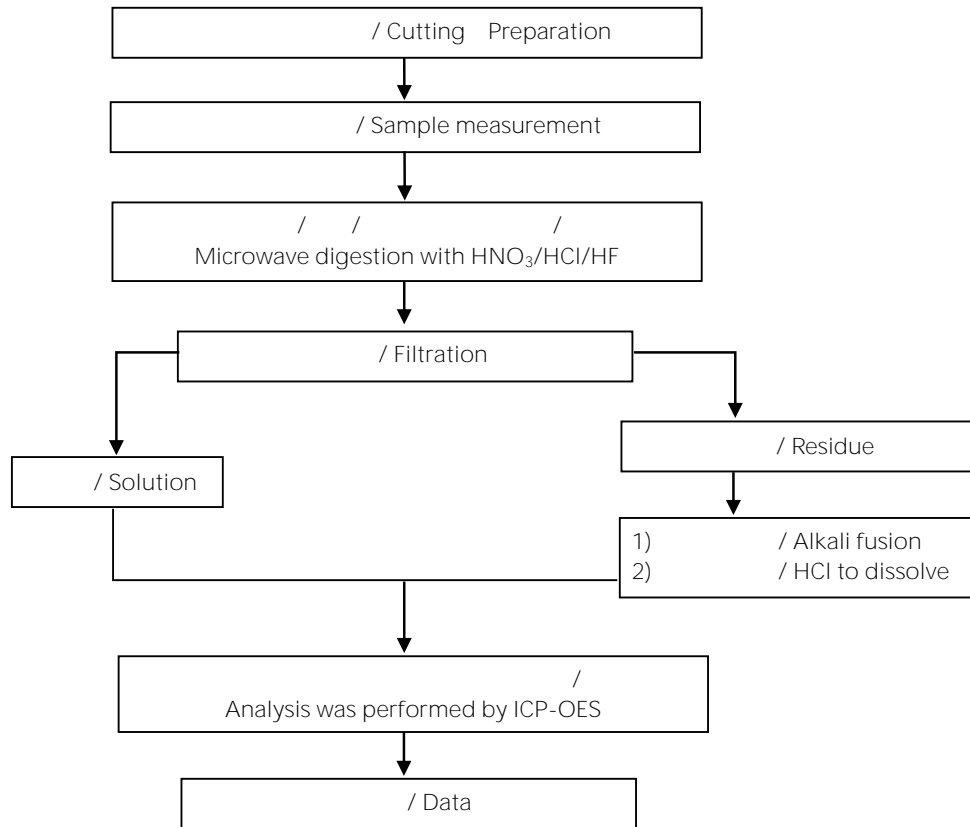 / Cutting Preparation
/ Sample measurement
/ / /
Microwave digestion with HNO₃/HCl/HF
/ Filtration
/ Residue
/ Solution
1) / Alkali fusion
2) / HCl to dissolve
/
Analysis was performed by ICP-OES
/ Data